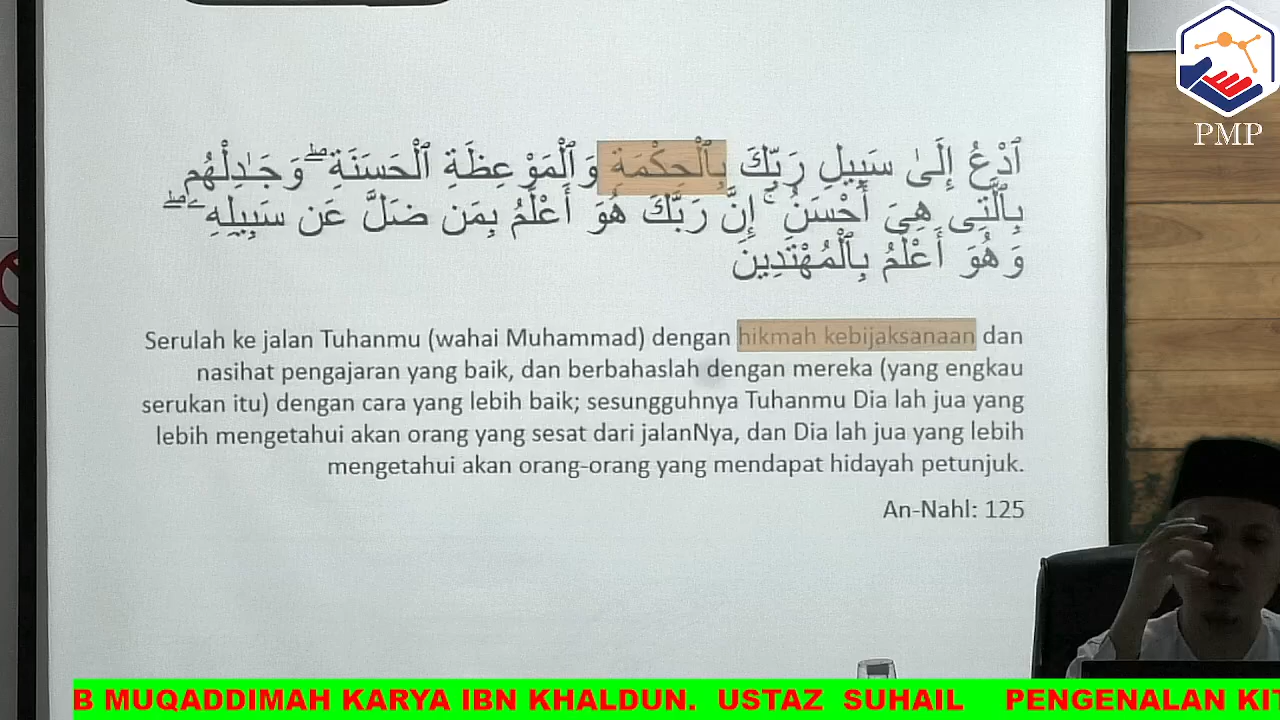 PMP
ٱدْعُ إِلَىٰ سَبِيلِ رَبِّكَ بِٱلْحِكْمَةِ وَٱلْمَوْعِظَةِ ٱلْحَسَنَةِ ۖ وَجَـٰدِلْهُم
بِٱلَّتِى هِىَ أَحْسَنُ ۚ إِنَّ رَبَّكَ هُوَ أَعْلَمُ بِمَن ضَلَّ عَن سَبِيلِهِۦ ۖ
وَهُوَ أَعْلَمُ بِٱلْمُهْتَدِينَ
Serulah ke jalan Tuhanmu (wahai Muhammad) dengan hikmah kebijaksanaan dan
nasihat pengajaran yang baik, dan berbahaslah dengan mereka (yang engkau
serukan itu) dengan cara yang lebih baik; sesungguhnya Tuhanmu Dia lah jua yang
lebih mengetahui akan orang yang sesat dari jalanNya, dan Dia lah jua yang lebih
mengetahui akan orang-orang yang mendapat hidayah petunjuk.
An-Nahl: 125
B MUQADDIMAH KARYA IBN KHALDUN. USTAZ SUHAIL PENGENALAN KIT